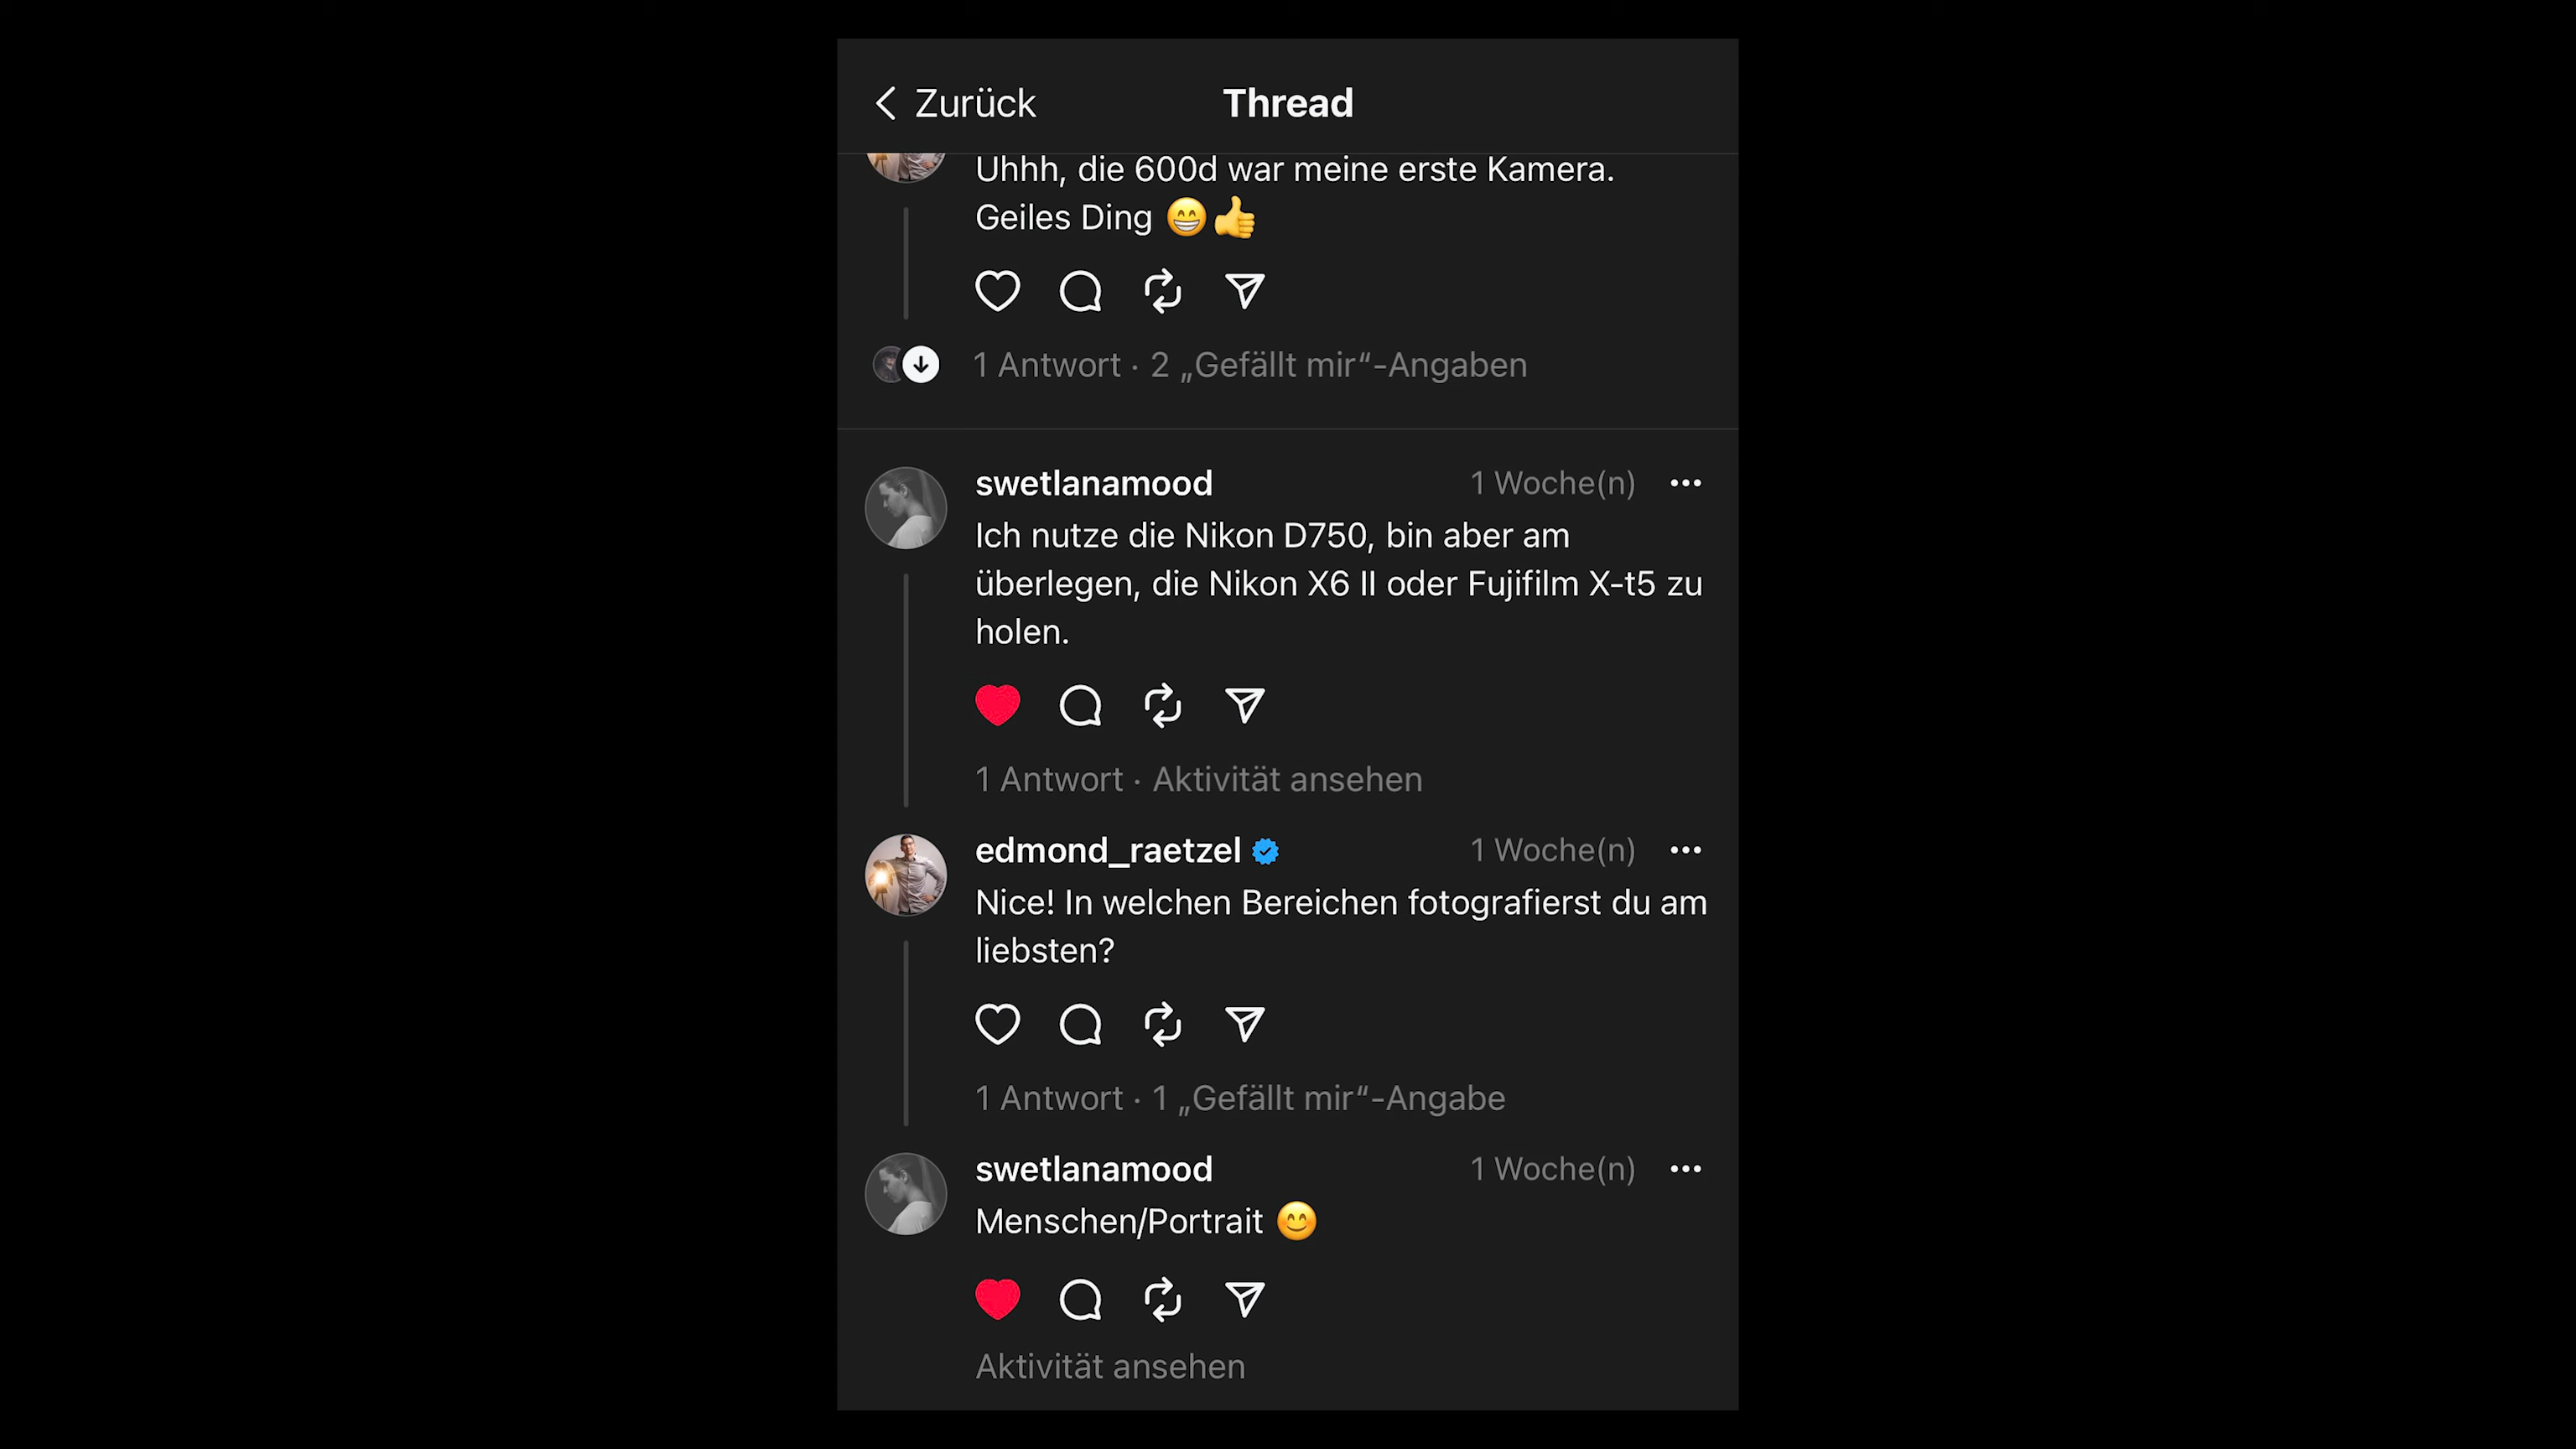 Zurück
Thread
Uhhh, die 600d war meine erste Kamera.
Geiles Ding 😁👍
1 Antwort · 2 „Gefällt mir“-Angaben
swetlanamood 1 Woche(n)
Ich nutze die Nikon D750, bin aber am
überlegen, die Nikon X6 II oder Fujifilm X-t5 zu
holen.
1 Antwort · Aktivität ansehen
edmond_raetzel 1 Woche(n)
Nice! In welchen Bereichen fotografierst du am
liebsten?
1 Antwort · 1 „Gefällt mir“-Angabe
swetlanamood 1 Woche(n)
Menschen/Portrait 😊
Aktivität ansehen